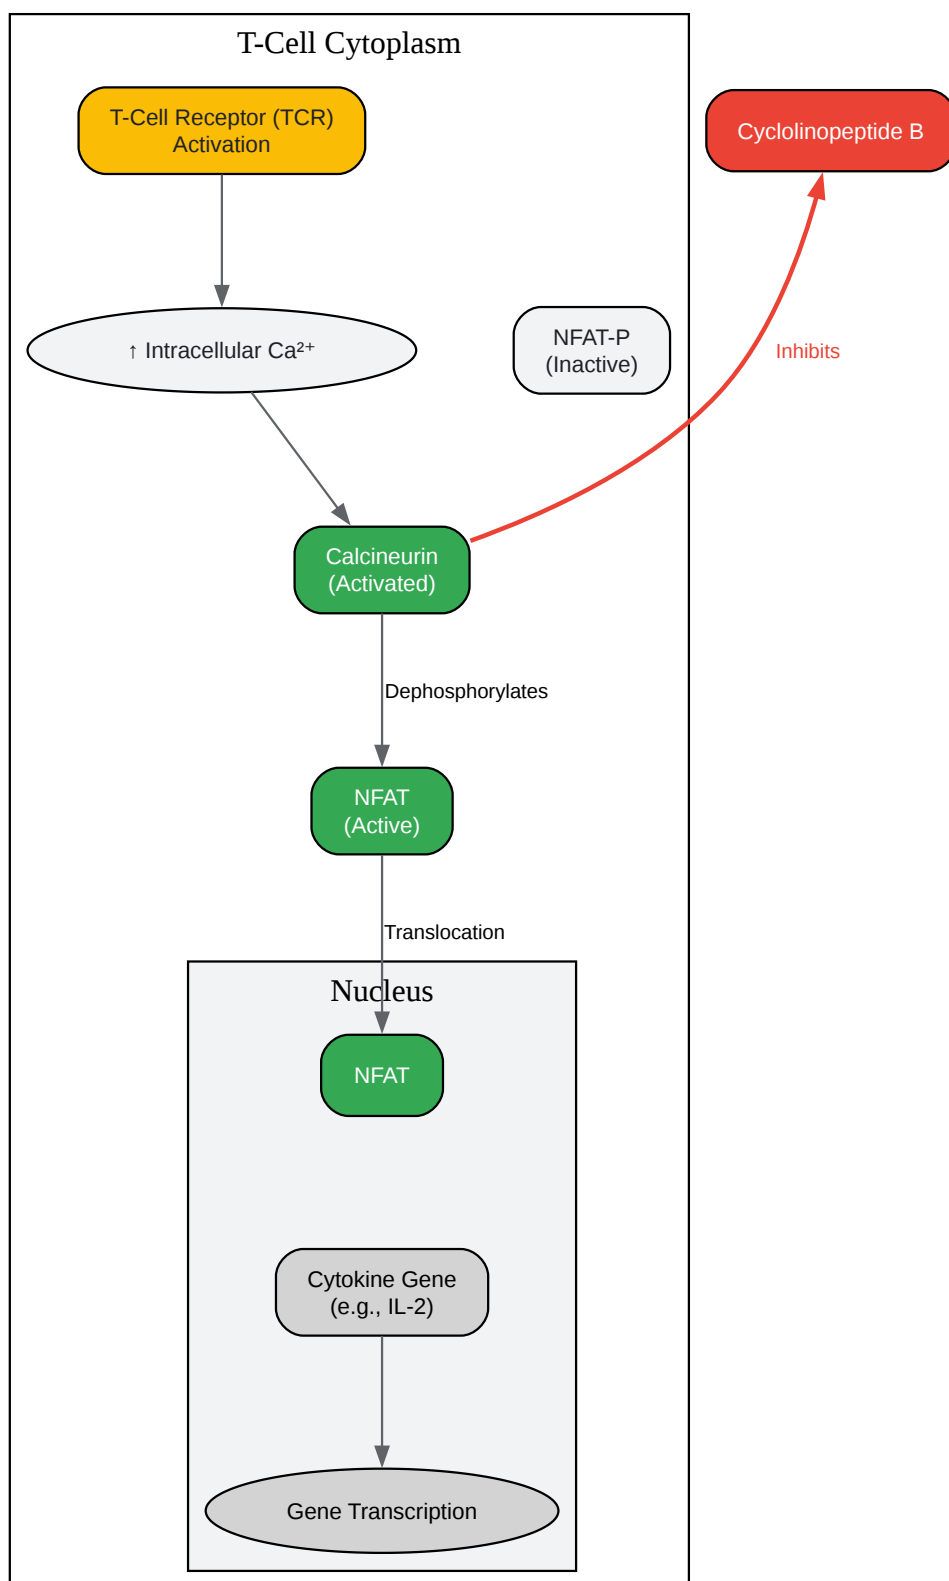 T-Cell Cytoplasm
T-Cell Receptor (TCR)
Activation
Cyclolinopeptide B
↑ Intracellular Ca²⁺
NFAT-P
(Inactive)
Inhibits
Calcineurin
(Activated)
Dephosphorylates
NFAT
(Active)
Translocation
Nucleus
NFAT
Cytokine Gene
(e.g., IL-2)
Gene Transcription